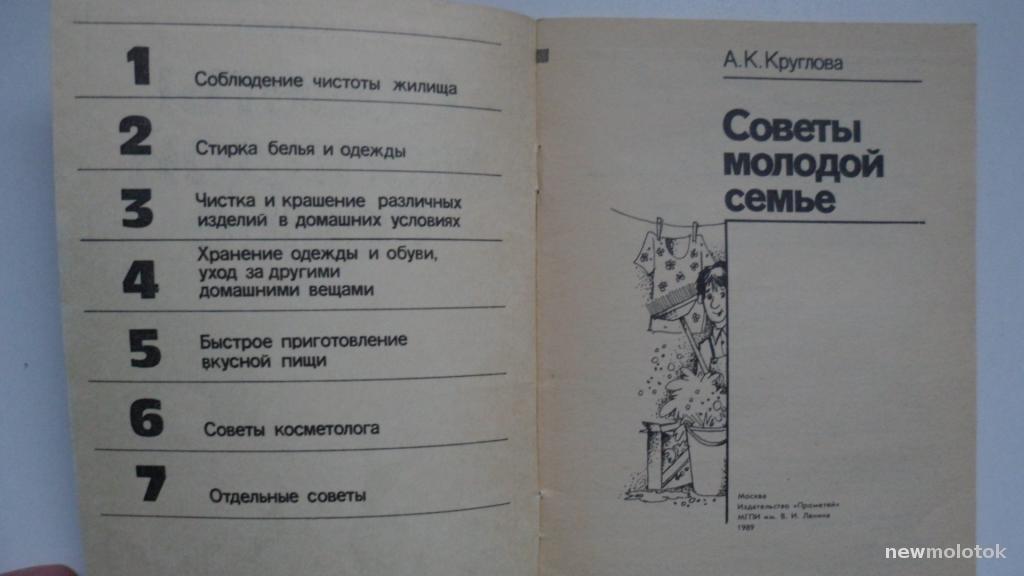 1
Соблюдение чистоты жилища
2
Стирка белья и одежды
3
Чистка и крашение различных
изделий в домашних условиях
4
Хранение одежды и обуви,
уход за другими
домашними вещами
5
Быстрое приготовление
вкусной пищи
6
Советы косметолога
7
Отдельные советы
А. К. Круглова
Советы
молодой
семье
Москва
Издательство «Прометей»
МГПИ им. В. И. Ленина
1989
newmolotok